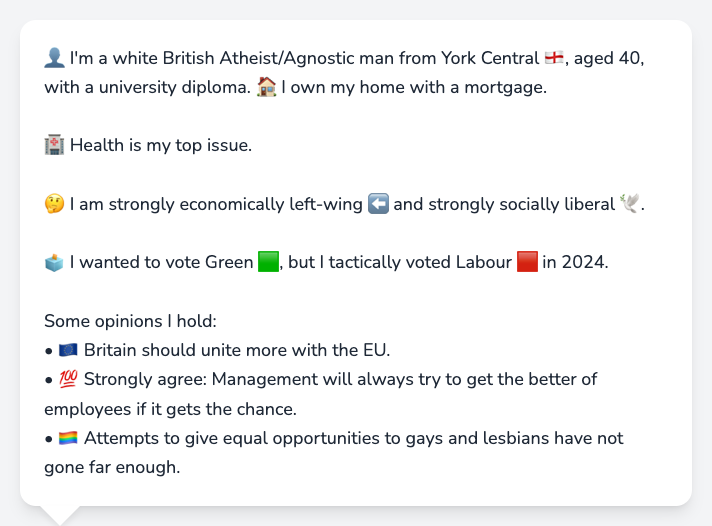 👤 I'm a white British Atheist/Agnostic man from York Central 🏴󠁧󠁢󠁥󠁮󠁧󠁿, aged 40,
with a university diploma. 🏠 I own my home with a mortgage.
🏥 Health is my top issue.
🤔 I am strongly economically left-wing ⬅️ and strongly socially liberal 🕊️.
🗳️ I wanted to vote Green 🟩, but I tactically voted Labour 🟥 in 2024.
Some opinions I hold:
• 🇪🇺 Britain should unite more with the EU.
• 💯 Strongly agree: Management will always try to get the better of
employees if it gets the chance.
• 🏳️‍🌈 Attempts to give equal opportunities to gays and lesbians have not
gone far enough.